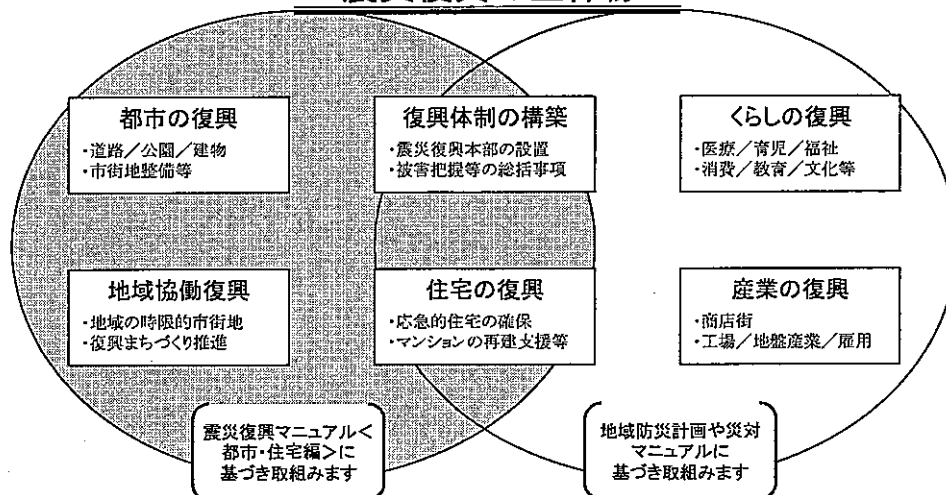 都市の復興
・道路／公園／建物
・市街地整備等
復興体制の構築
・震災復興本部の設置
・被害把握等の総括事項
くらしの復興
・医療／育児／福祉
・消費／教育／文化等
地域協働復興
・地域の時限的市街地
・復興まちづくり推進
住宅の復興
・応急的住宅の確保
・マンションの再建支援等
産業の復興
・商店街
・工場／地盤産業／雇用
震災復興マニュアル<
都市・住宅編>に
基づき取組みます
地域防災計画や災対
マニュアルに
基づき取組みます